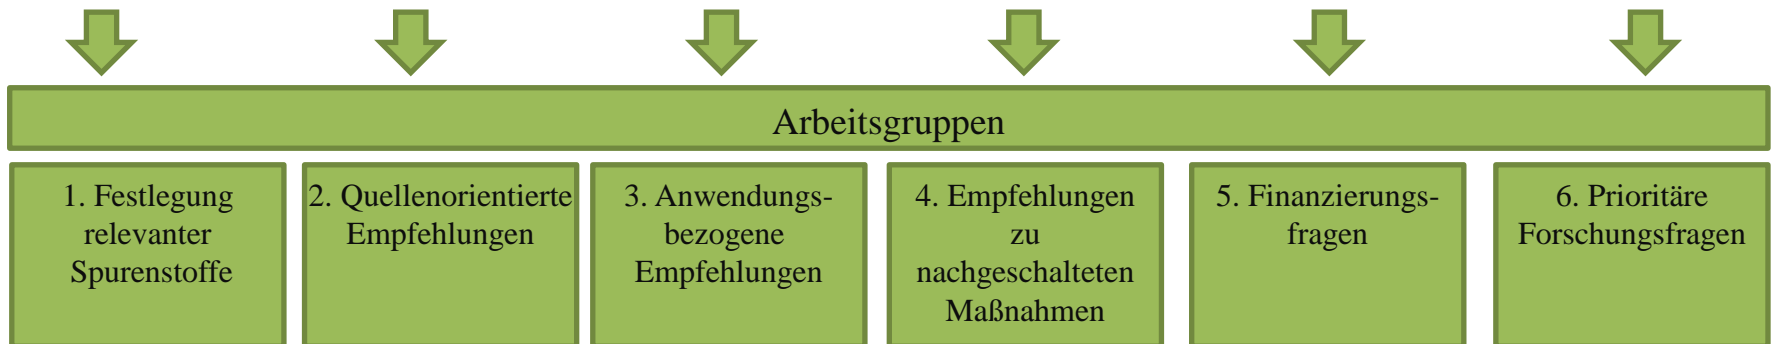 Arbeitsgruppen
1. Festlegung
relevanter
Spurenstoffe
2. Quellenorientierte
Empfehlungen
3. Anwendungs-
bezogene
Empfehlungen
4. Empfehlungen
zu
nachgeschalteten
Maßnahmen
5. Finanzierungs-
fragen
6. Prioritäre
Forschungsfragen